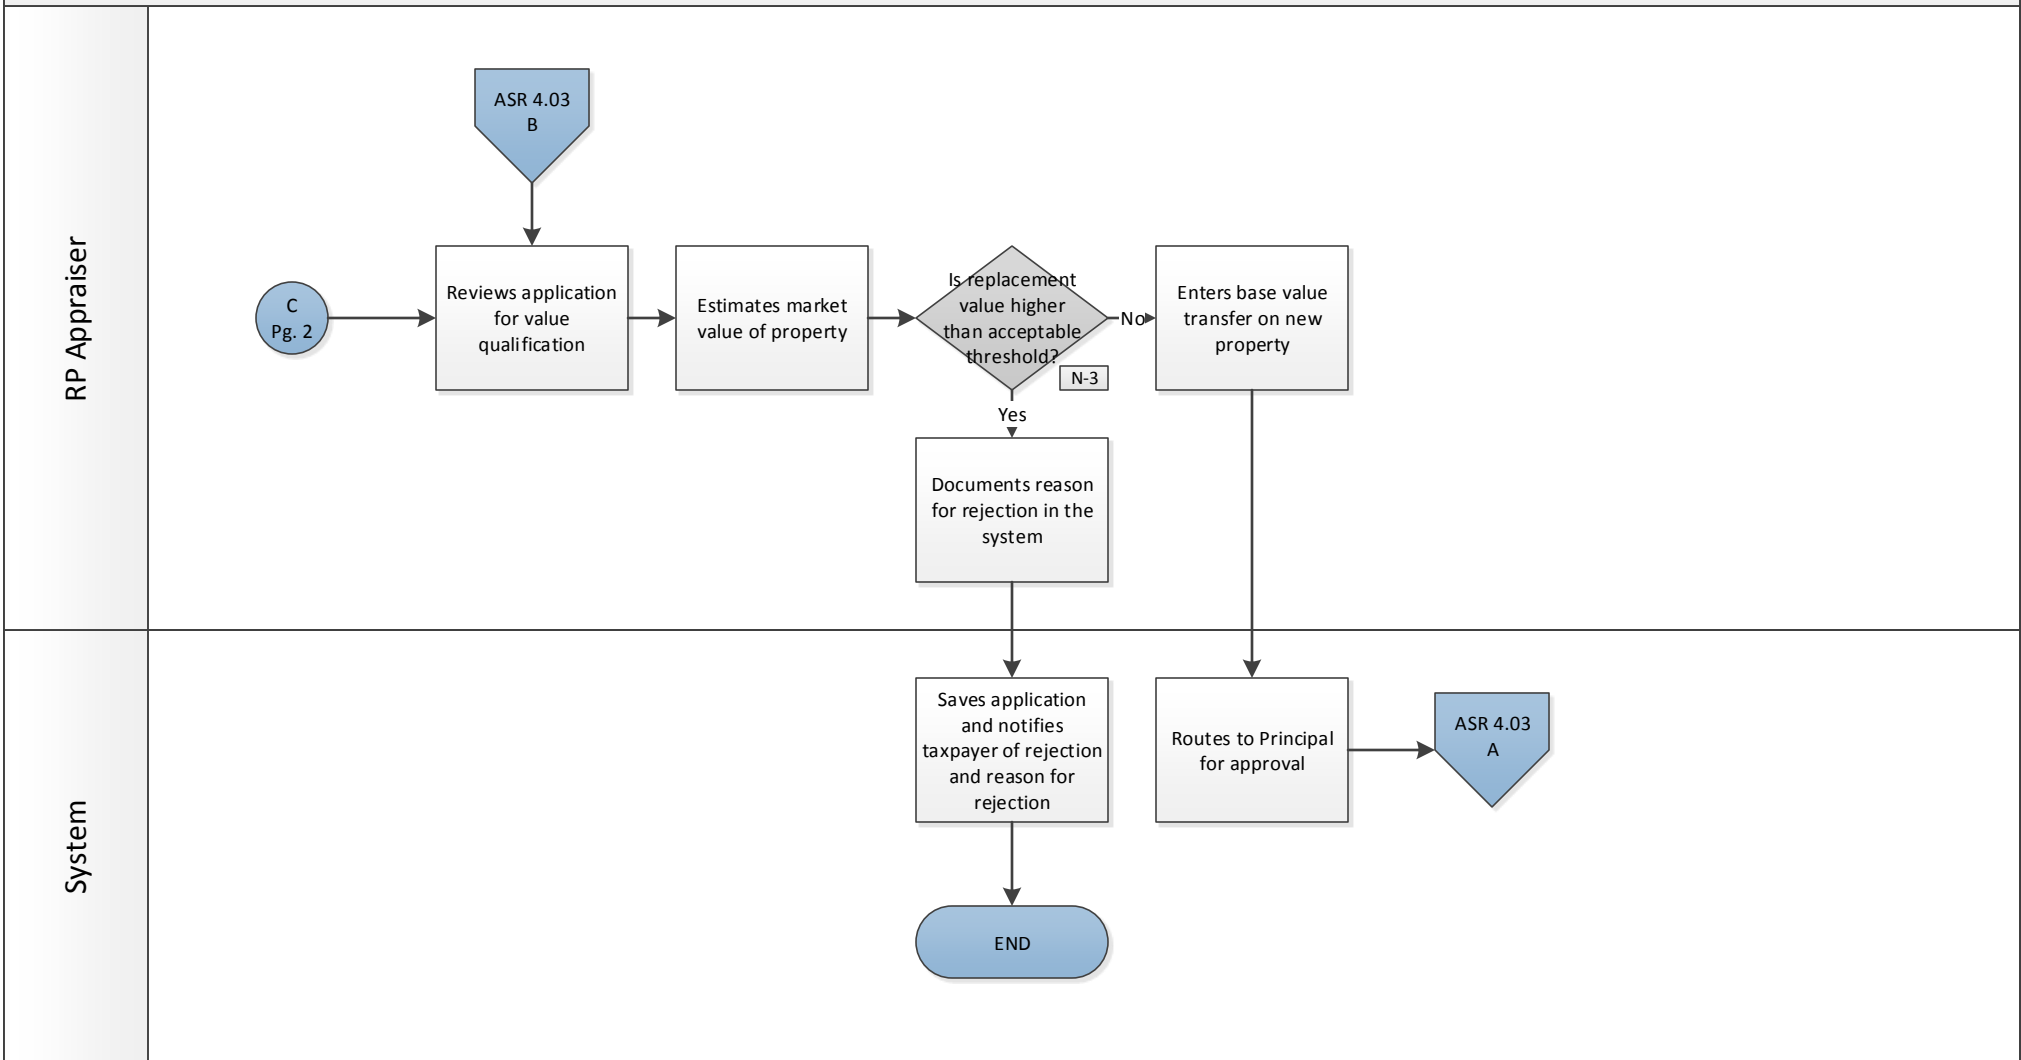 RP Appraiser
ASR 4.03
B
C
Pg. 2
Reviews application
for value
qualification
Estimates market
value of property
Is replacement
value higher
than acceptable
threshold?
N-3
No
Enters base value
transfer on new
property
Yes
Documents reason
for rejection in the
system
System
Saves application
and notifies
taxpayer of rejection
and reason for
rejection
Routes to Principal
for approval
ASR 4.03
A
END